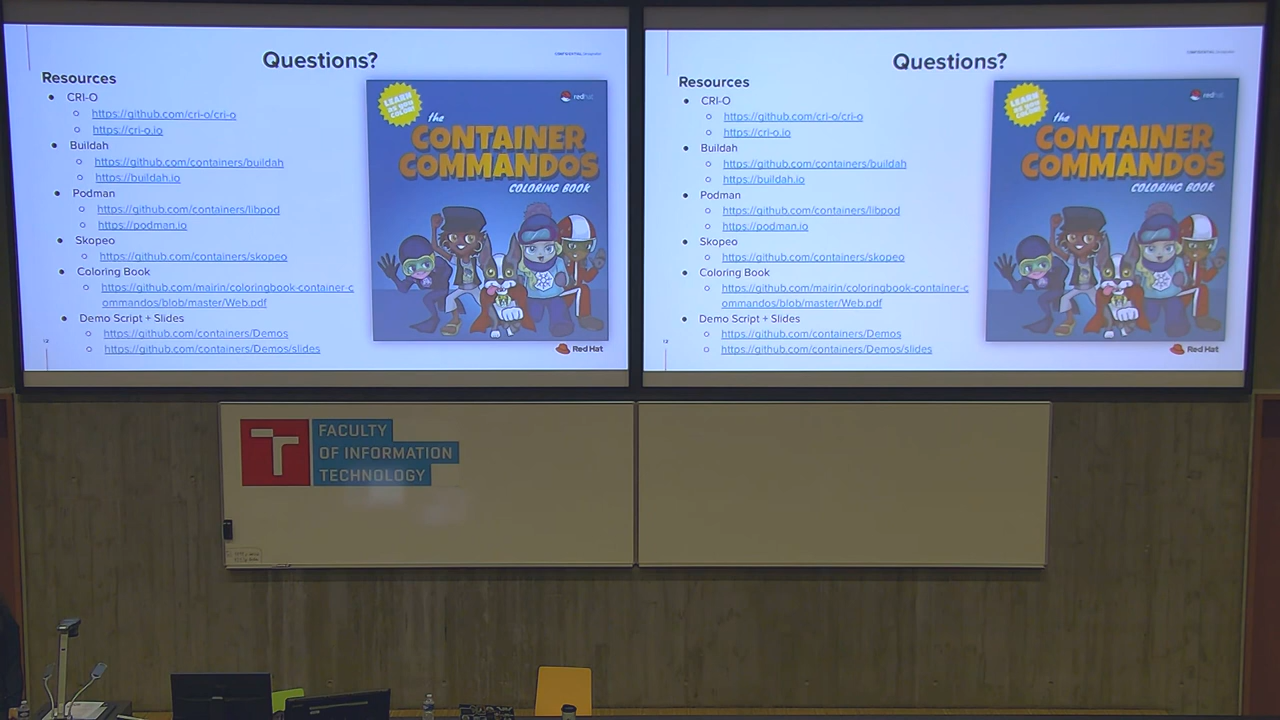 Questions?
Resources
CRI-O
https://github.com/cri-o/cri-o
https://cri-o.io
Buildah
https://github.com/containers/buildah
https://buildah.io
Podman
https://github.com/containers/libpod
https://podman.io
Skopeo
https://github.com/containers/skopeo
Coloring Book
https://github.com/mairin/coloringbook-container-c
ommandos/blob/master/Web.pdf
Demo Script + Slides
https://github.com/containers/Demos
https://github.com/containers/Demos/slides
12
LEARN
AS YOU
COLOR!
redhat
the
CONTAINER
COMMANDOS
COLORING BOOK
Red Hat
Questions?
Resources
CRI-O
https://github.com/cri-o/cri-o
https://cri-o.io
Buildah
https://github.com/containers/buildah
https://buildah.io
Podman
https://github.com/containers/libpod
https://podman.io
Skopeo
https://github.com/containers/skopeo
Coloring Book
https://github.com/mairin/coloringbook-container-c
ommandos/blob/master/Web.pdf
Demo Script + Slides
https://github.com/containers/Demos
https://github.com/containers/Demos/slides
12
LEARN
AS YOU
COLOR!
redhat
the
CONTAINER
COMMANDOS
COLORING BOOK
Red Hat
T
FACULTY
OF INFORMATION
TECHNOLOGY